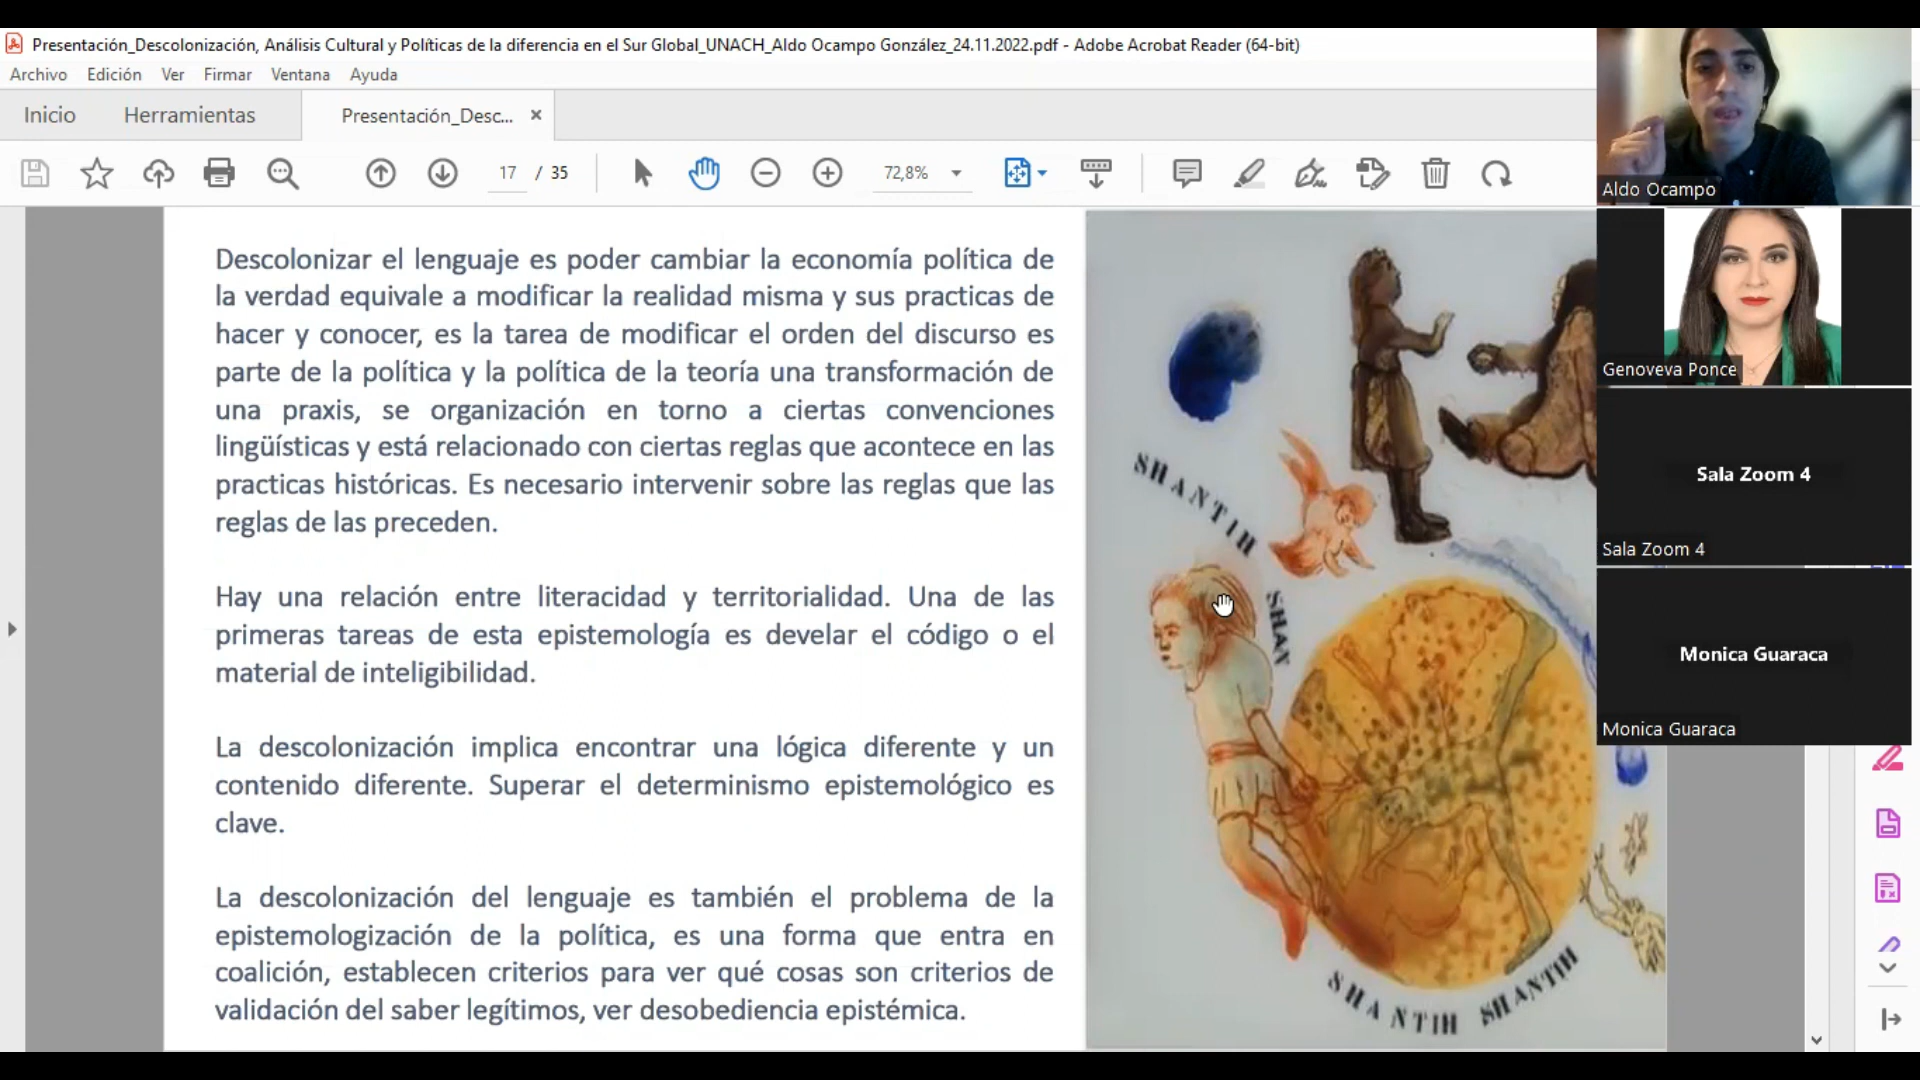 Presentación_Descolonización, Análisis Cultural y Políticas de la diferencia en el Sur Global_UNACH_Aldo Ocampo González_24.11.2022.pdf - Adobe Acrobat Reader (64-bit)
Archivo Edición Ver Firmar Ventana Ayuda
Inicio Herramientas Presentación_Desc... ×
17 / 35 72,8%
Descolonizar el lenguaje es poder cambiar la economía política de
la verdad equivale a modificar la realidad misma y sus practicas de
hacer y conocer, es la tarea de modificar el orden del discurso es
parte de la política y la política de la teoría una transformación de
una praxis, se organización en torno a ciertas convenciones
lingüísticas y está relacionado con ciertas reglas que acontece en las
practicas históricas. Es necesario intervenir sobre las reglas que las
reglas de las preceden.
Hay una relación entre literacidad y territorialidad. Una de las
primeras tareas de esta epistemología es develar el código o el
material de inteligibilidad.
La descolonización implica encontrar una lógica diferente y un
contenido diferente. Superar el determinismo epistemológico es
clave.
La descolonización del lenguaje es también el problema de la
epistemologización de la política, es una forma que entra en
coalición, establecen criterios para ver qué cosas son criterios de
validación del saber legítimos, ver desobediencia epistémica.
SHANTIH
SHAN
SHANTIH SHANTIH
Aldo Ocampo
Genoveva Ponce
Sala Zoom 4
Sala Zoom 4
Monica Guaraca
Monica Guaraca